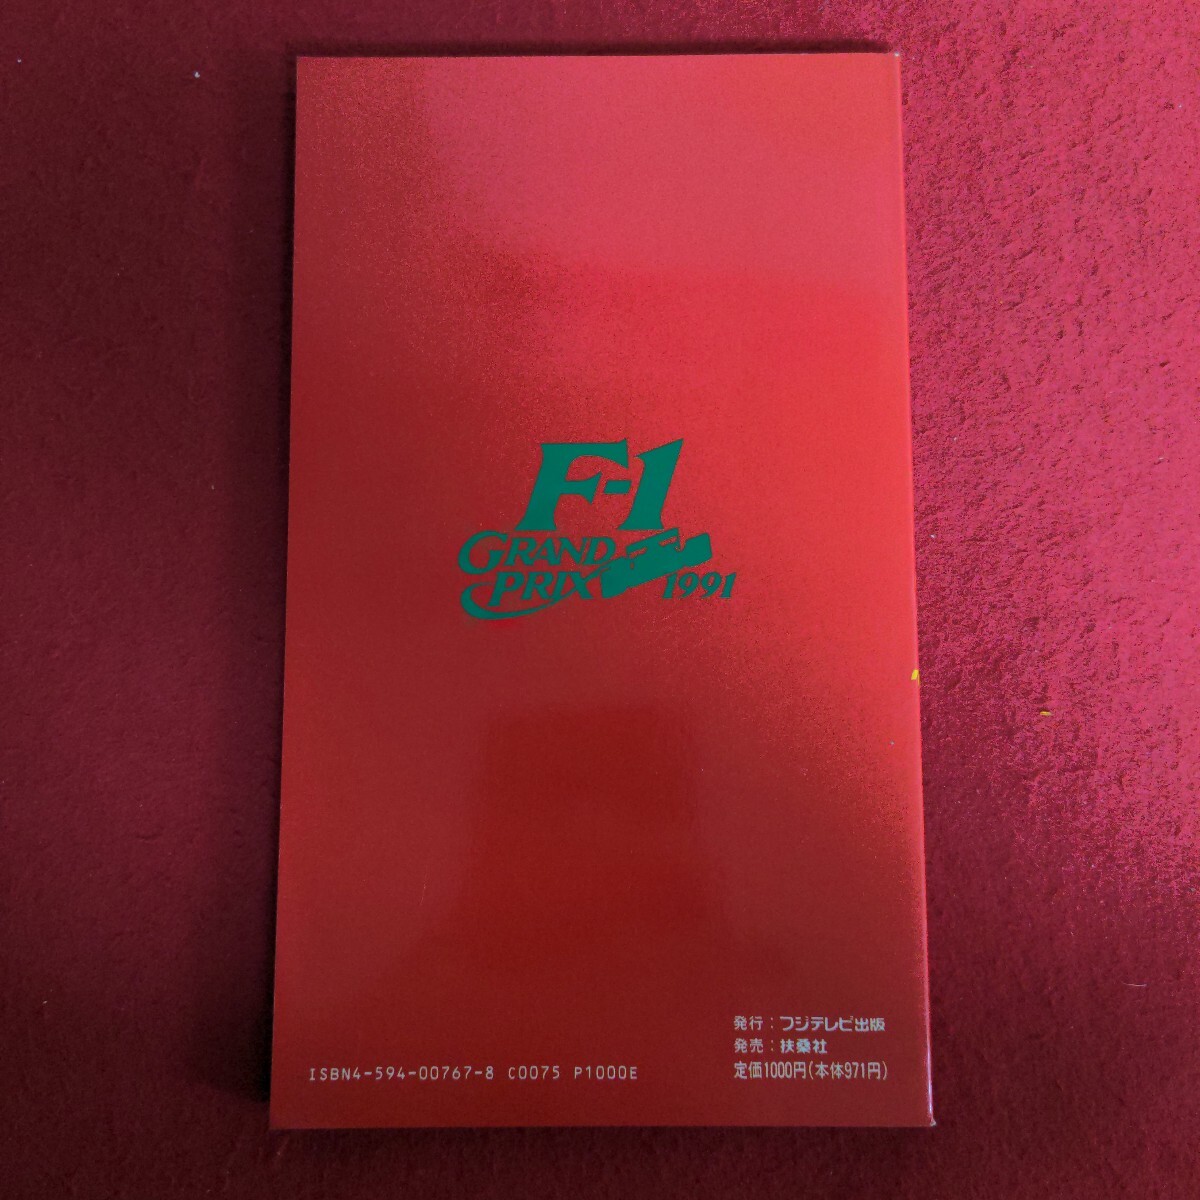 F-1
GRAND
PRIX 1991
発行：フジテレビ出版
発売：扶桑社
定価1000円(本体971円)
ISBN4-594-00767-8 C0075 P1000E